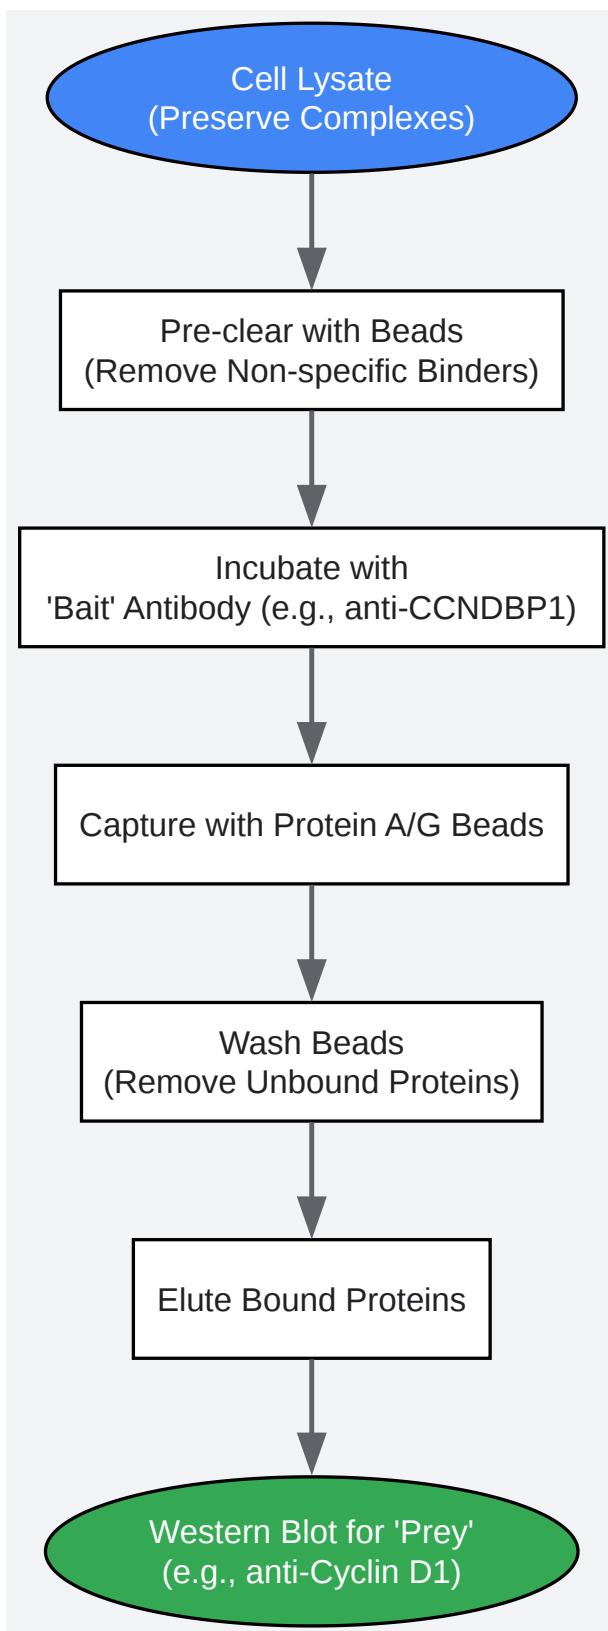 Cell Lysate
(Preserve Complexes)
Pre-clear with Beads
(Remove Non-specific Binders)
Incubate with
'Bait' Antibody (e.g., anti-CCNDBP1)
Capture with Protein A/G Beads
Wash Beads
(Remove Unbound Proteins)
Elute Bound Proteins
Western Blot for 'Prey'
(e.g., anti-Cyclin D1)